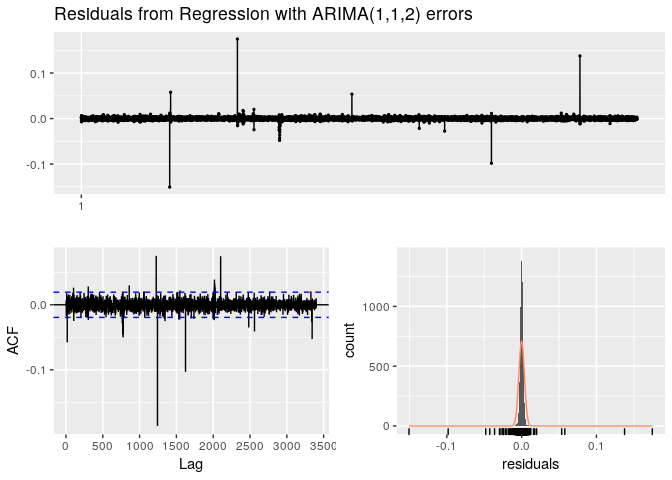 Residuals from Regression with ARIMA(1,1,2) errors
0.1
0.0
-0.1
1
ACF
0.0
-0.1
0 500 1000 1500 2000 2500 3000 3500
Lag
count
1000
500
0
-0.1 0.0 0.1
residuals